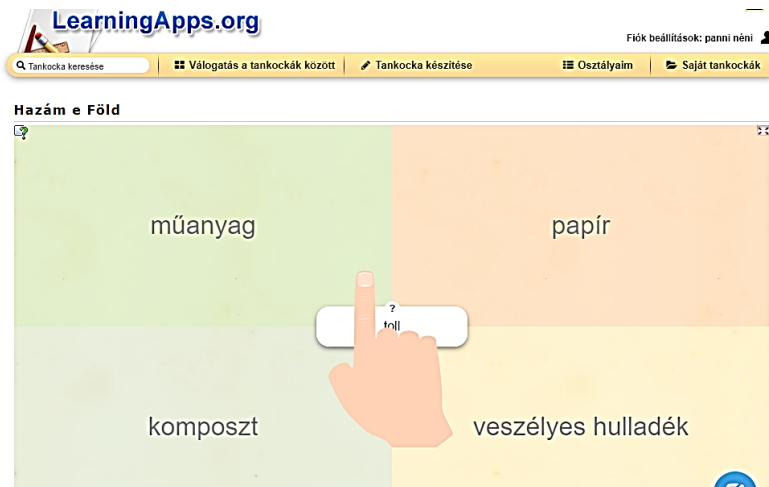 LearningApps.org
Fiók beállítások: panni néni
Tankocka keresése
Válogatás a tankockák között
Tankocka készítése
Osztályaim
Saját tankockák
Hazám e Föld
műanyag
papír
?
toll
komposzt
veszélyes hulladék